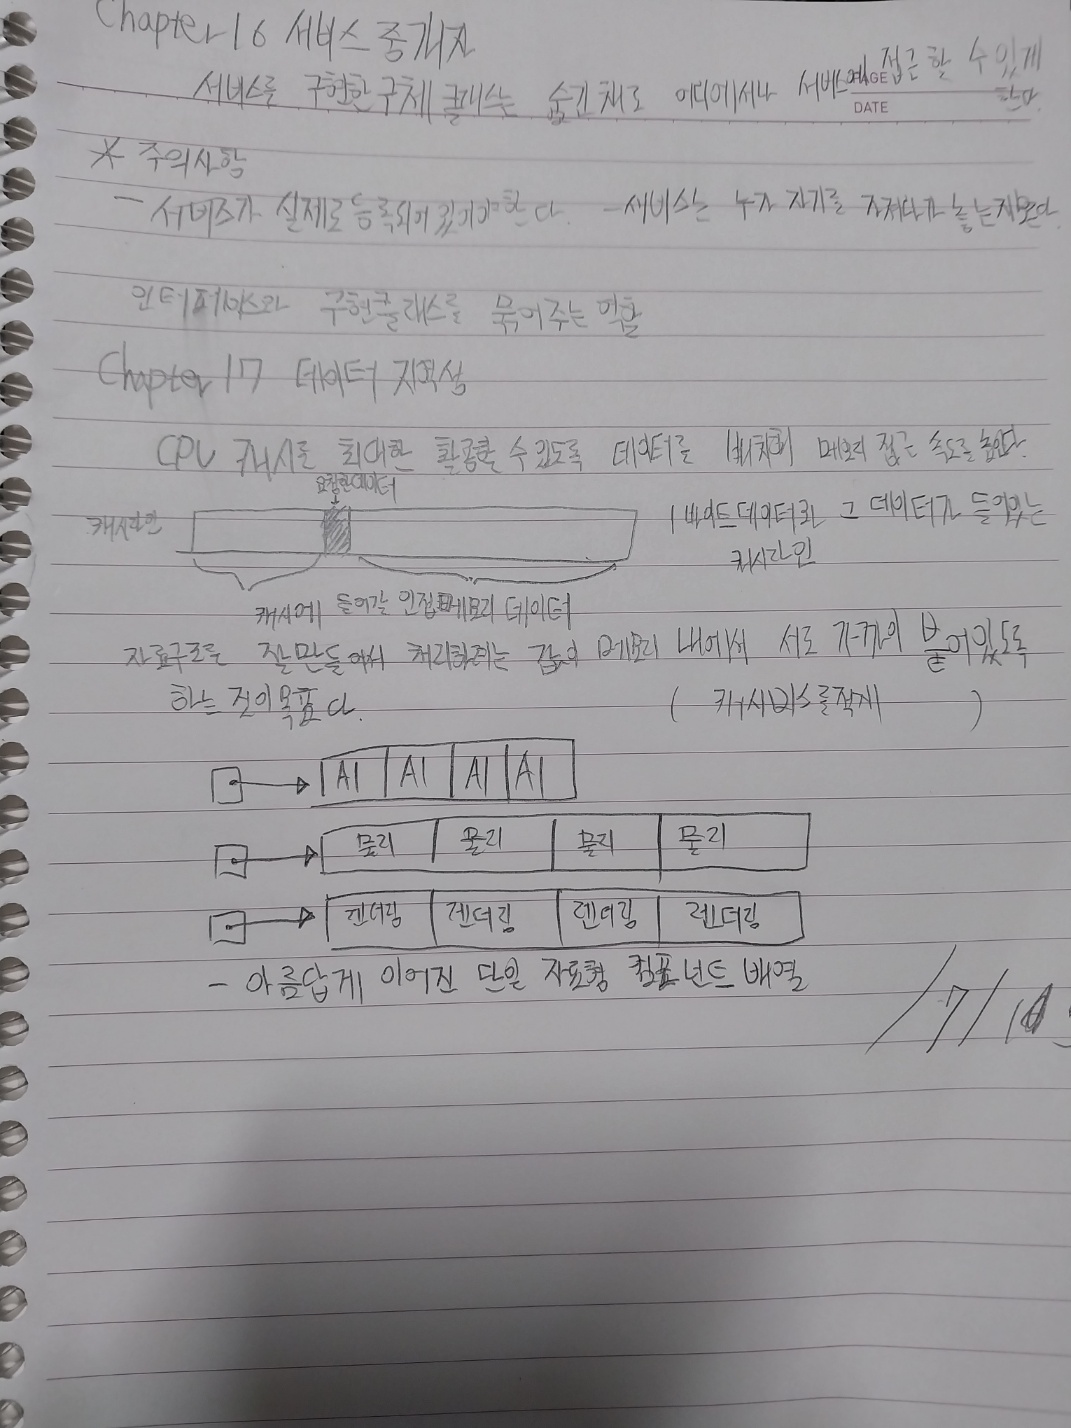 Chapter 16 서비스 중개자
서비스를 구현한 구체 클래스는 숨긴 채로 어디에서나 서비스에 접근할 수 있게
한다.
PAGE
DATE
* 주의사항
- 서비스가 실제로 등록되어 있어야 한다. - 서비스는 누가 자기를 가져다가 놓는지 모른다.
인터페이스와 구현클래스를 묶어주는 역할
Chapter 17 데이터 지역성
CPU 캐시를 최대한 활용할 수 있도록 데이터를 배치해 메모리 접근 속도를 높인다.
요청한 데이터
캐시라인
1바이트 데이터와 그 데이터가 들어있는
캐시라인
캐시에 들어갈 인접 메모리 데이터
자료구조를 잘 만들어서 처리하려는 값이 메모리 내에서 서로 가까이 붙어있도록
하는 것이 목표다. (캐시미스를 적게)
AI AI AI AI
물리 물리 물리 물리
렌더링 렌더링 렌더링 렌더링
- 아름답게 이어진 단일 자료형 컴포넌트 배열
/7/10